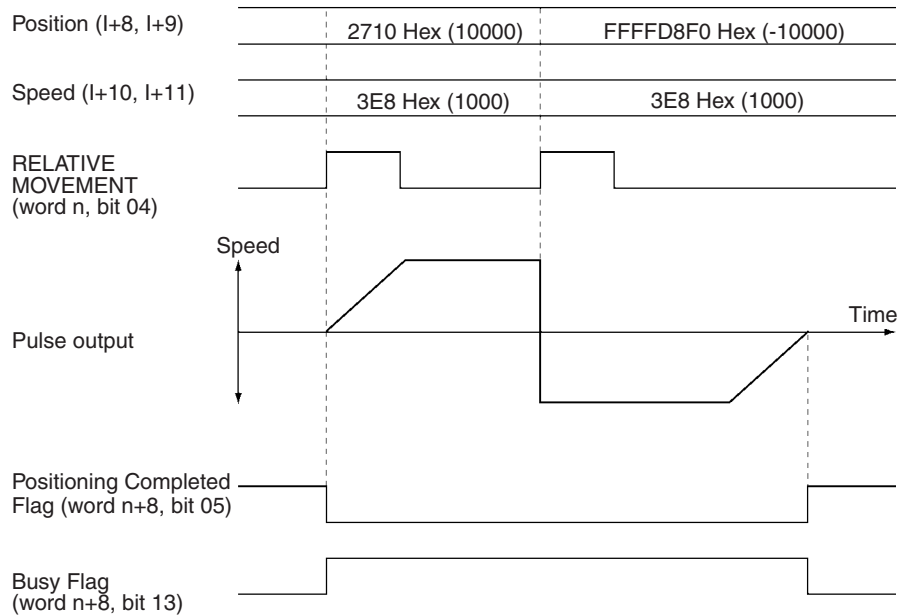 Position (I+8, I+9)
2710 Hex (10000)
FFFFD8F0 Hex (-10000)
Speed (I+10, I+11)
3E8 Hex (1000)
3E8 Hex (1000)
RELATIVE
MOVEMENT
(word n, bit 04)
Speed
Time
Pulse output
Positioning Completed
Flag (word n+8, bit 05)
Busy Flag
(word n+8, bit 13)